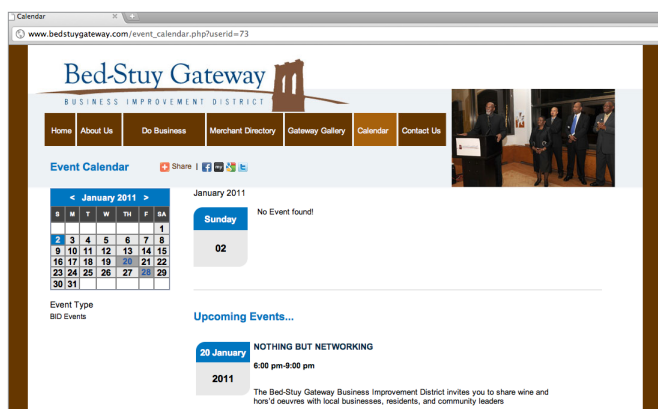 Calendar
www.bedstuygateway.com/event_calendar.php?userid=73
Bed-Stuy Gateway
BUSINESS IMPROVEMENT DISTRICT
Home About Us Do Business Merchant Directory Gateway Gallery Calendar Contact Us
Event Calendar
Share |
< January 2011 >
S M T W TH F SA
1
2 3 4 5 6 7 8
9 10 11 12 13 14 15
16 17 18 19 20 21 22
23 24 25 26 27 28 29
30 31
Event Type
BID Events
January 2011
Sunday
02
No Event found!
Upcoming Events...
20 January
2011
NOTHING BUT NETWORKING
6:00 pm-9:00 pm
The Bed-Stuy Gateway Business Improvement District invites you to share wine and
hors'd oeuvres with local businesses, residents, and community leaders